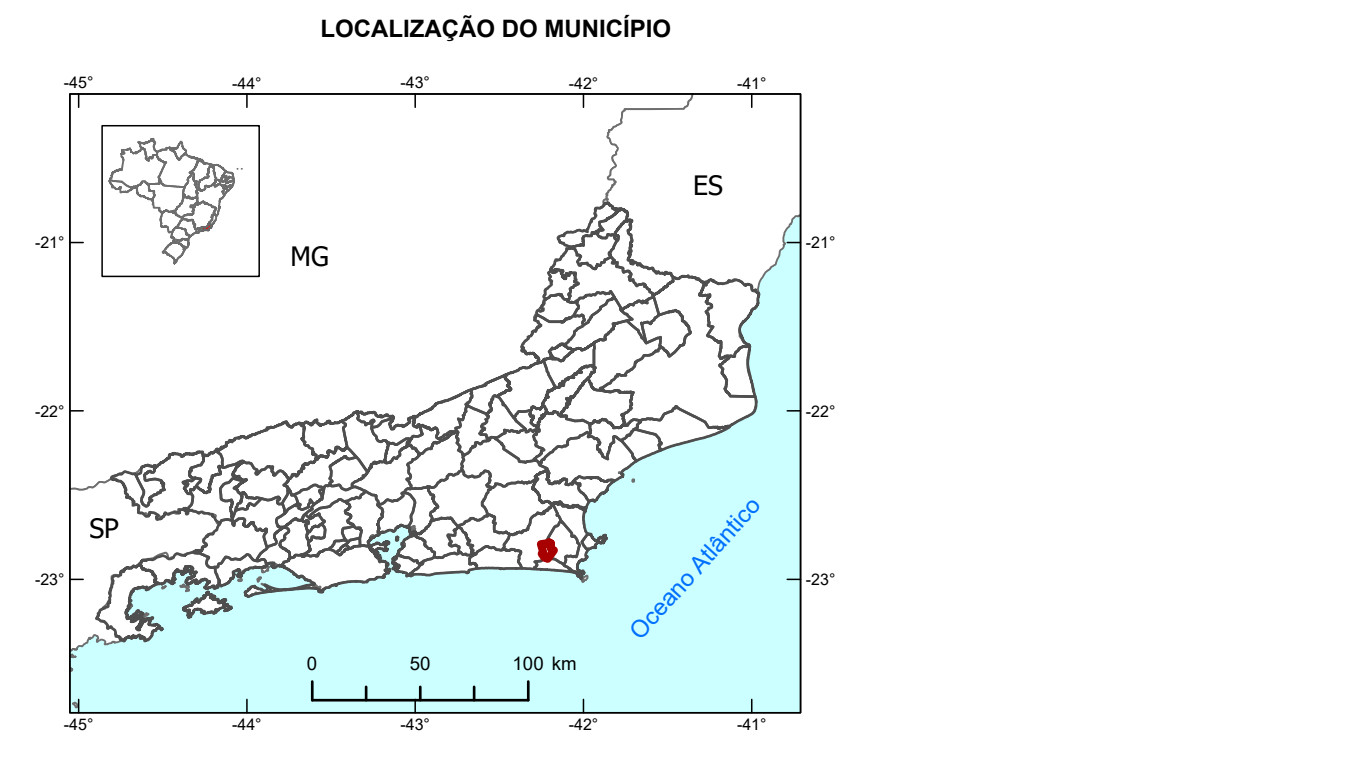 LOCALIZAÇÃO DO MUNICÍPIO
-45° -44° -43° -42° -41°
ES
-21° -21°
MG
-22° -22°
SP
Oceano Atlântico
-23° -23°
0 50 100 km
-45° -44° -43° -42° -41°